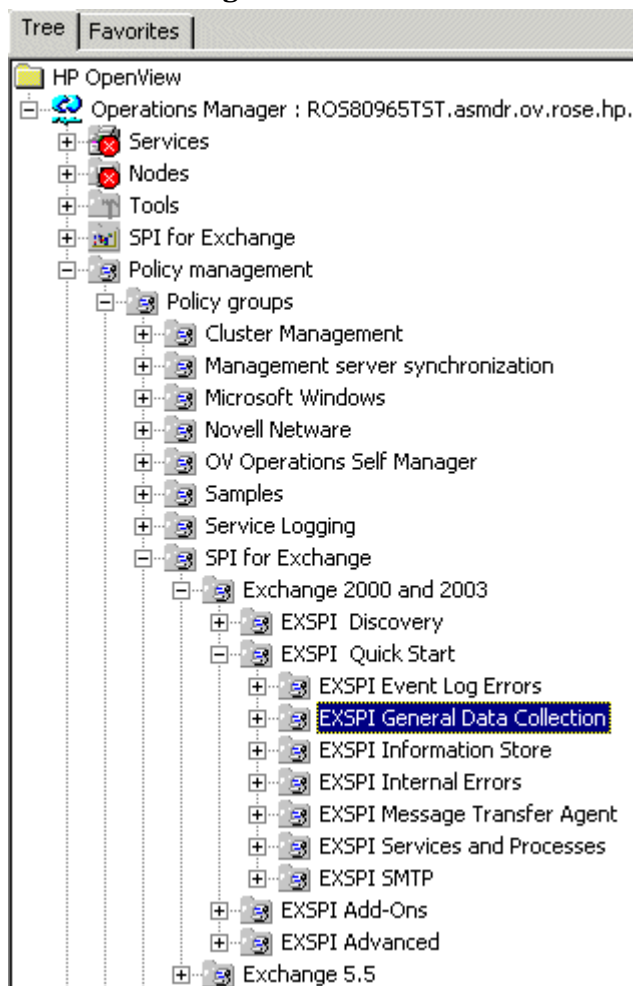 Tree Favorites
HP OpenView
Operations Manager : ROS80965TST.asmdr.ov.rose.hp.
Services
Nodes
Tools
SPI for Exchange
Policy management
Policy groups
Cluster Management
Management server synchronization
Microsoft Windows
Novell Netware
OV Operations Self Manager
Samples
Service Logging
SPI for Exchange
Exchange 2000 and 2003
EXSPI Discovery
EXSPI Quick Start
EXSPI Event Log Errors
EXSPI General Data Collection
EXSPI Information Store
EXSPI Internal Errors
EXSPI Message Transfer Agent
EXSPI Services and Processes
EXSPI SMTP
EXSPI Add-Ons
EXSPI Advanced
Exchange 5.5